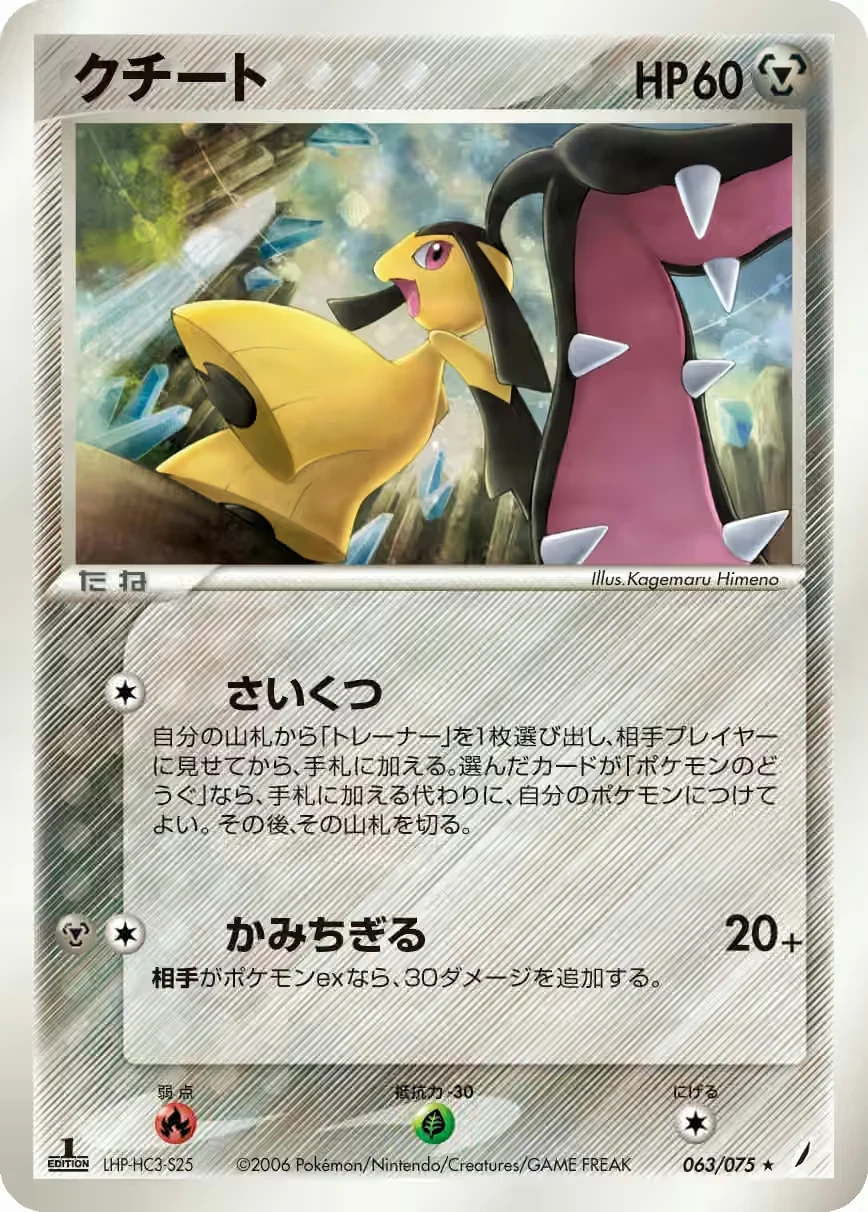 クチート HP60
たね Illus.Kagemaru Himeno
さいくつ
自分の山札から「トレーナー」を1枚選び出し、相手プレイヤー
に見せてから、手札に加える。選んだカードが「ポケモンのど
うぐ」なら、手札に加える代わりに、自分のポケモンにつけて
よい。その後、その山札を切る。
かみちぎる 20+
相手がポケモンexなら、30ダメージを追加する。
弱点 抵抗力 -30 にげる
1 EDITION LHP-HC3-S25 ©2006 Pokémon/Nintendo/Creatures/GAME FREAK 063/075 ★